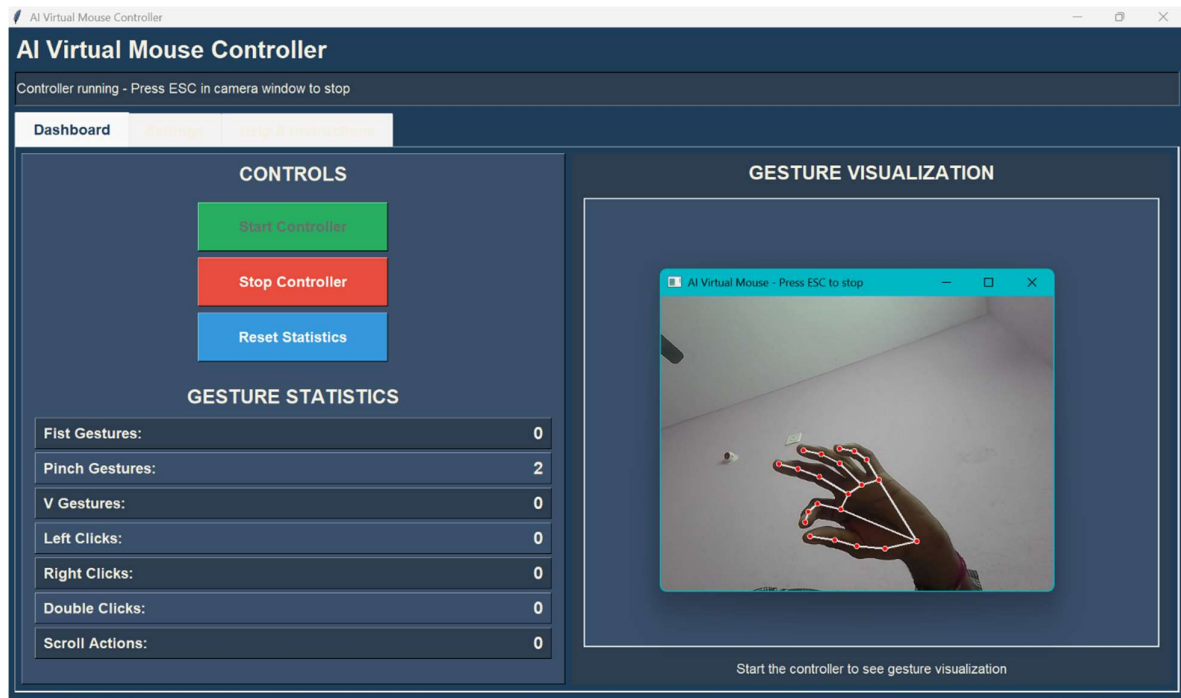 AI Virtual Mouse Controller
AI Virtual Mouse Controller
Controller running - Press ESC in camera window to stop
Dashboard Settings Help & Instructions
CONTROLS
Start Controller
Stop Controller
Reset Statistics
GESTURE STATISTICS
Fist Gestures: 0
Pinch Gestures: 2
V Gestures: 0
Left Clicks: 0
Right Clicks: 0
Double Clicks: 0
Scroll Actions: 0
GESTURE VISUALIZATION
AI Virtual Mouse - Press ESC to stop
Start the controller to see gesture visualization